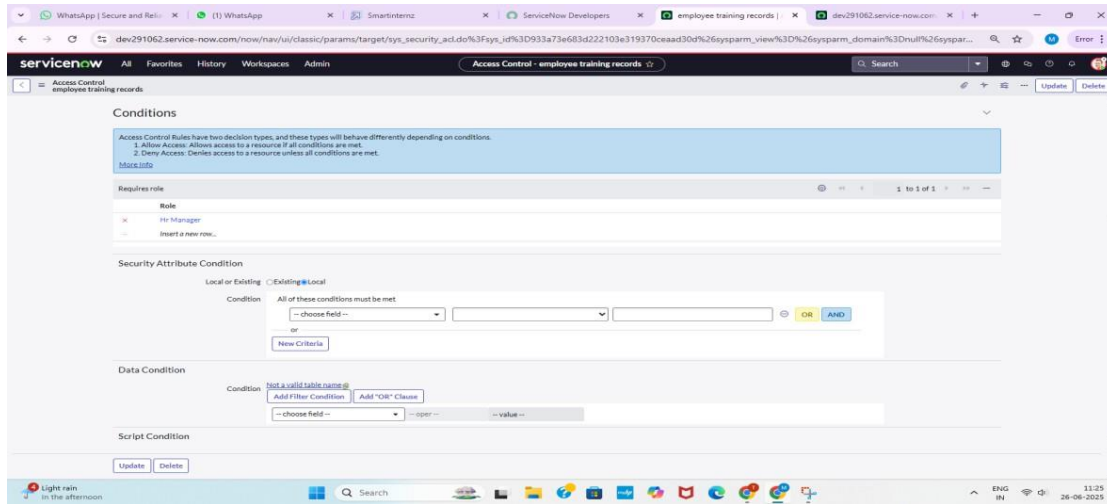 WhatsApp | Secure and Relia
(1) WhatsApp
Smartinternz
ServiceNow Developers
employee training records |
dev291062.service-now.com
dev291062.service-now.com/now/nav/ui/classic/params/target/sys_security_acl.do%3Fsys_id%3D933a73e683d222103e319370ceaad30d%26sysparm_view%3D%26sysparm_domain%3Dnull%26syspar...
Error
servicenow All Favorites History Workspaces Admin
Access Control - employee training records
Search
Access Control
employee training records
Update Delete
Conditions
Access Control Rules have two decision types, and these types will behave differently depending on conditions.
1. Allow Access: Allows access to a resource if all conditions are met.
2. Deny Access: Denies access to a resource unless all conditions are met.
More Info
Requires role
1 to 1 of 1
Role
Hr Manager
Insert a new row...
Security Attribute Condition
Local or Existing Existing Local
Condition All of these conditions must be met
-- choose field --
OR AND
or
New Criteria
Data Condition
Condition Not a valid table name
Add Filter Condition Add "OR" Clause
-- choose field -- -- oper -- -- value --
Script Condition
Update Delete
Light rain
In the afternoon
Search
ENG
IN
11:25
26-06-2025